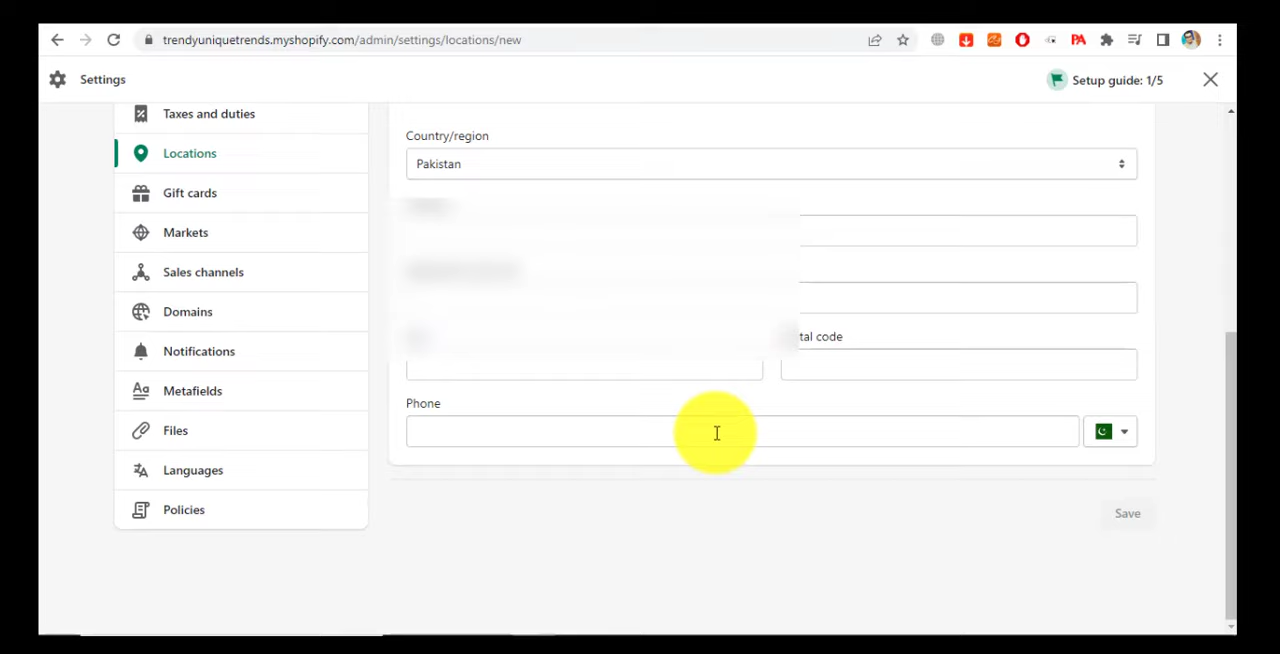 trendyuniquetrends.myshopify.com/admin/settings/locations/new
PA
Settings
Setup guide: 1/5
Taxes and duties
Locations
Gift cards
Markets
Sales channels
Domains
Notifications
Metafields
Files
Languages
Policies
Country/region
Pakistan
tal code
Phone
Save